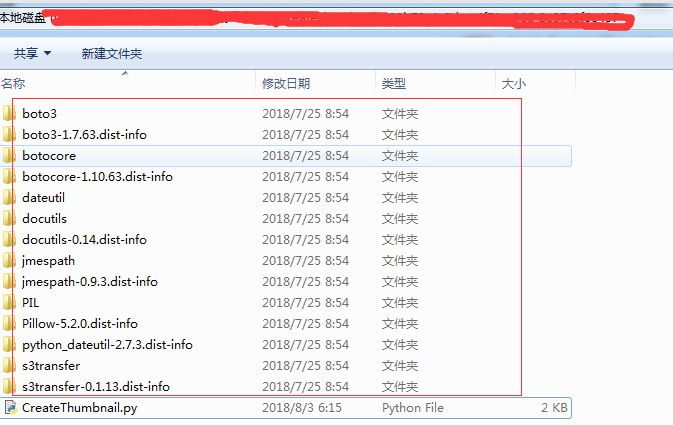 本地磁盘
共享 新建文件夹
名称 修改日期 类型 大小
boto3 2018/7/25 8:54 文件夹
boto3-1.7.63.dist-info 2018/7/25 8:54 文件夹
botocore 2018/7/25 8:54 文件夹
botocore-1.10.63.dist-info 2018/7/25 8:54 文件夹
dateutil 2018/7/25 8:54 文件夹
docutils 2018/7/25 8:54 文件夹
docutils-0.14.dist-info 2018/7/25 8:54 文件夹
jmespath 2018/7/25 8:54 文件夹
jmespath-0.9.3.dist-info 2018/7/25 8:54 文件夹
PIL 2018/7/25 8:54 文件夹
Pillow-5.2.0.dist-info 2018/7/25 8:54 文件夹
python_dateutil-2.7.3.dist-info 2018/7/25 8:54 文件夹
s3transfer 2018/7/25 8:54 文件夹
s3transfer-0.1.13.dist-info 2018/7/25 8:54 文件夹
CreateThumbnail.py 2018/8/3 6:15 Python File 2 KB